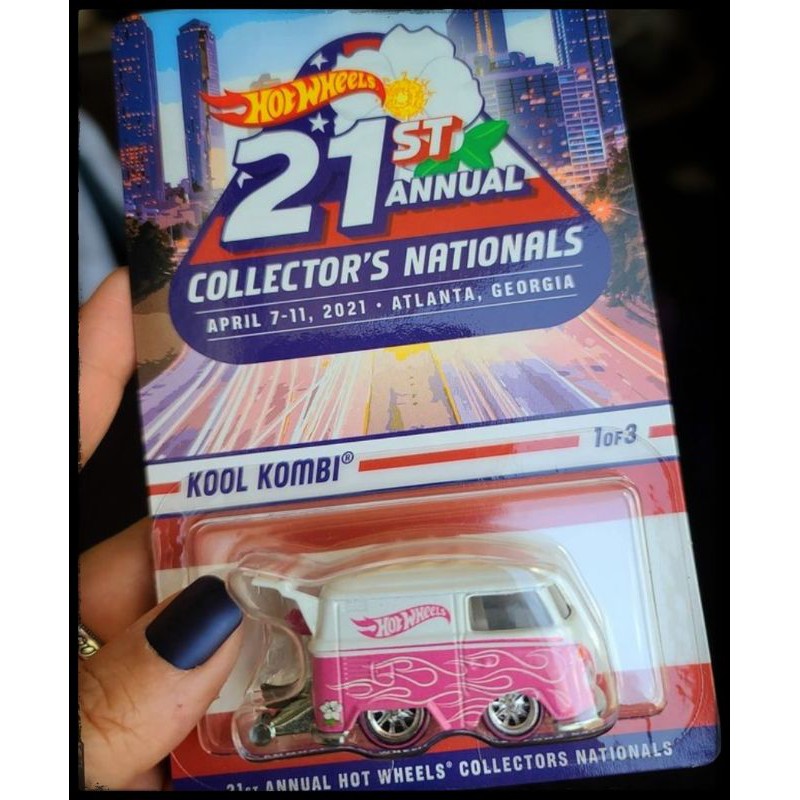 HOT WHEELS
21ST
ANNUAL
COLLECTOR'S NATIONALS
APRIL 7-11, 2021 • ATLANTA, GEORGIA
KOOL KOMBI®
1 OF 3
HOT WHEELS
21ST ANNUAL HOT WHEELS® COLLECTORS NATIONALS